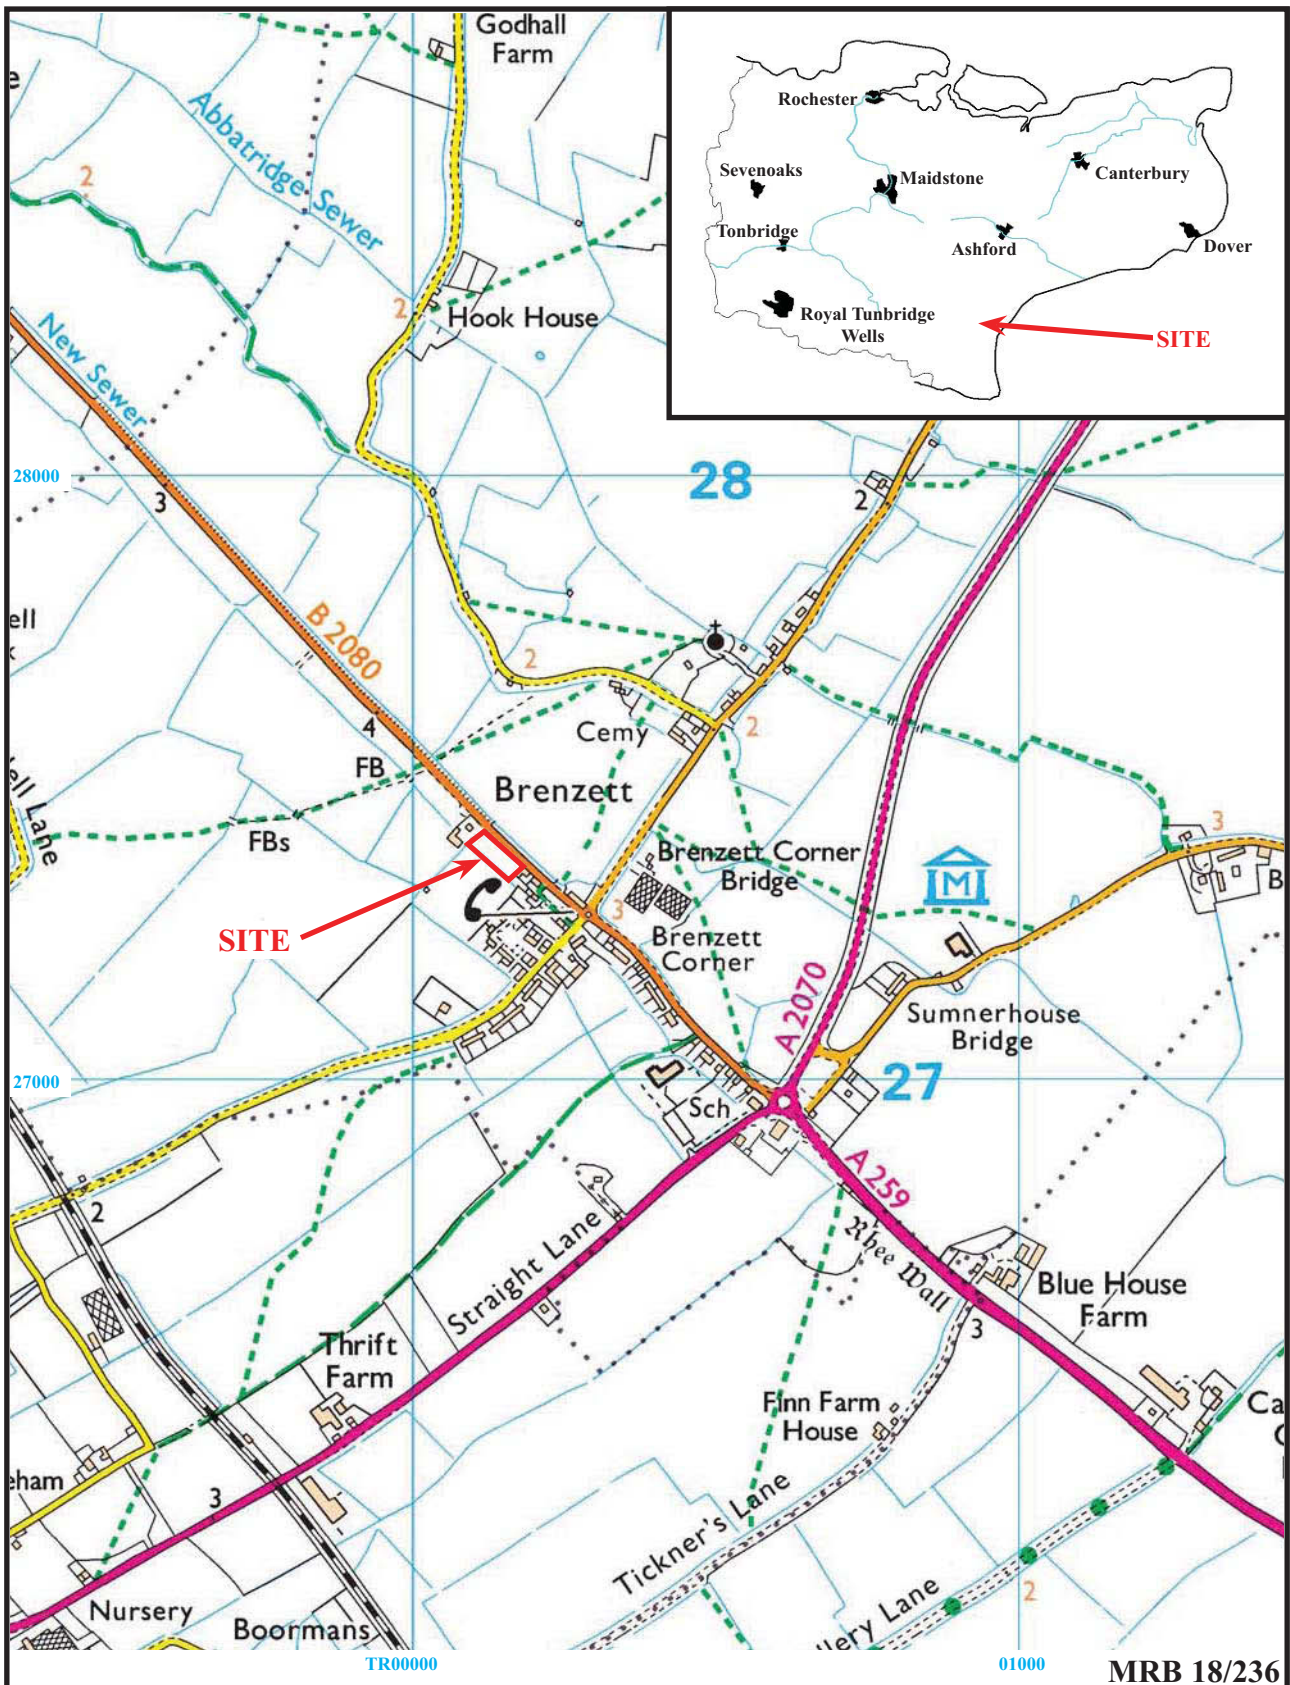 Godhall
Farm
Abbatridge Sewer
2
Rochester
Sevenoaks
Maidstone
Canterbury
Tonbridge
Ashford
Dover
Royal Tunbridge
Wells
SITE
2
Hook House
New Sewer
28000
28
3
2
B 2080
ell
2
4
Cemy
2
FB
Brenzett
FBs
ell Lane
Brenzett Corner
Bridge
M
3
B
SITE
3
Brenzett
Corner
A 2070
Sumnerhouse
Bridge
27000
27
Sch
A 259
2
Straight Lane
Rhee Wall
Blue House
Farm
3
Thrift
Farm
Finn Farm
House
Ca
eham
3
Tickner's Lane
Nursery
Boormans
llery Lane
2
TR00000
01000
MRB 18/236